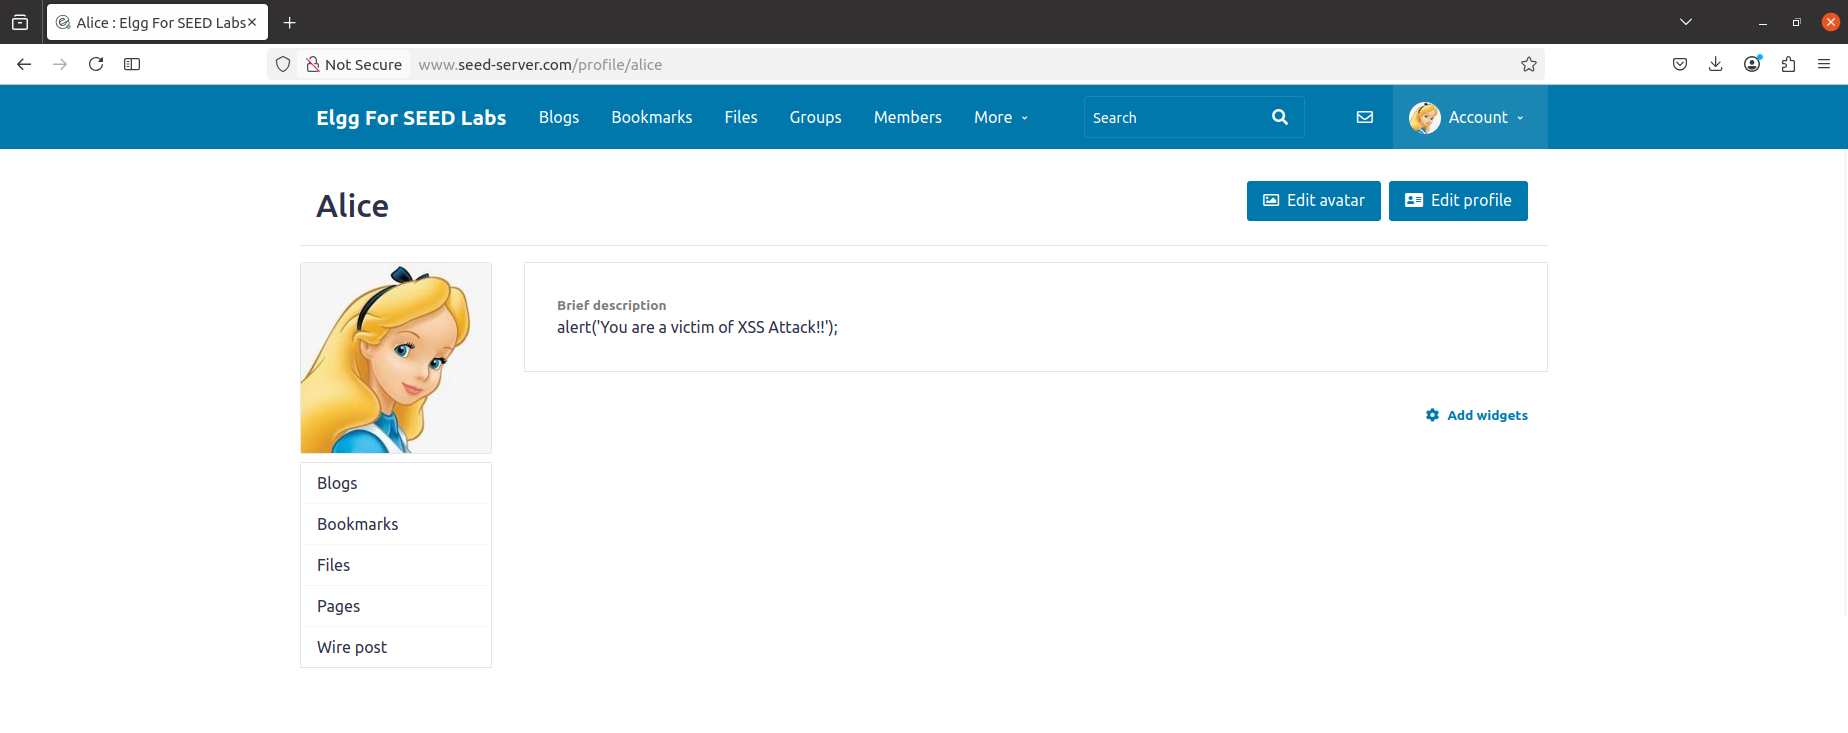 Alice : Elgg For SEED Labs
Not Secure www.seed-server.com/profile/alice
Elgg For SEED Labs Blogs Bookmarks Files Groups Members More Search Account
Alice Edit avatar Edit profile
Brief description
alert('You are a victim of XSS Attack!!');
Add widgets
Blogs
Bookmarks
Files
Pages
Wire post